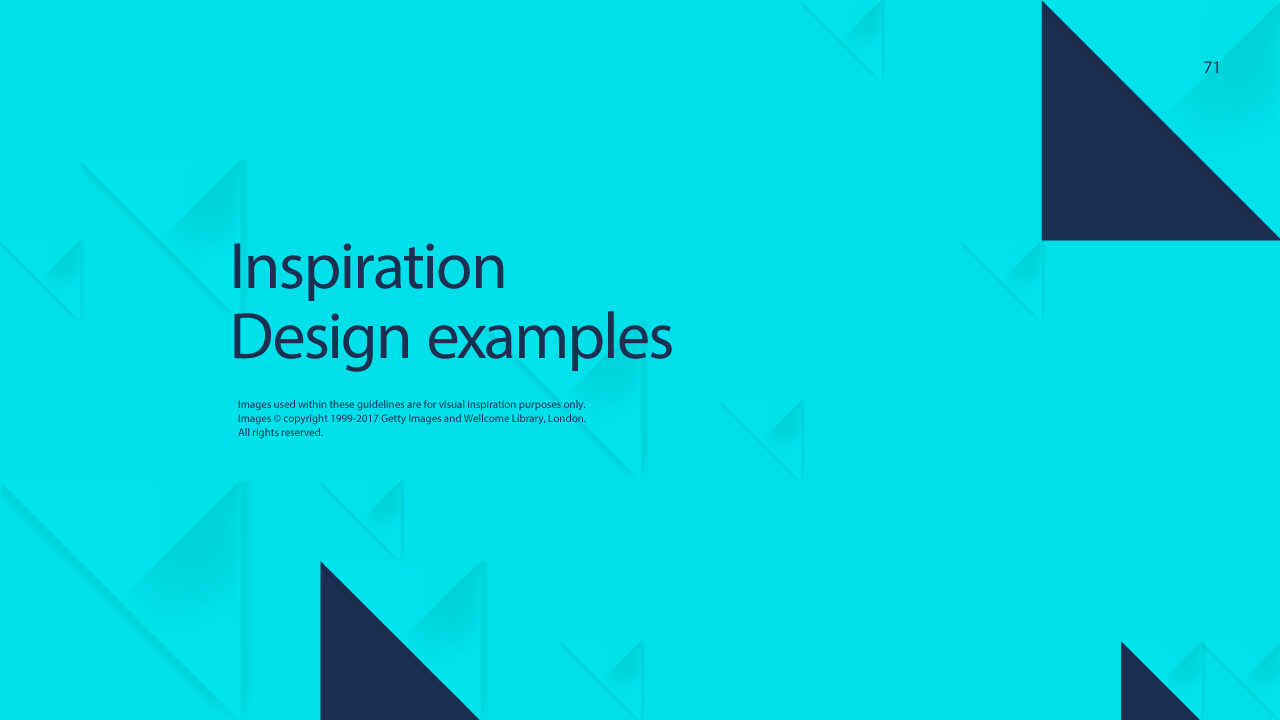 71
Inspiration
Design examples
Images used within these guidelines are for visual inspiration purposes only.
Images © copyright 1999-2017 Getty Images and Wellcome Library, London.
All rights reserved.